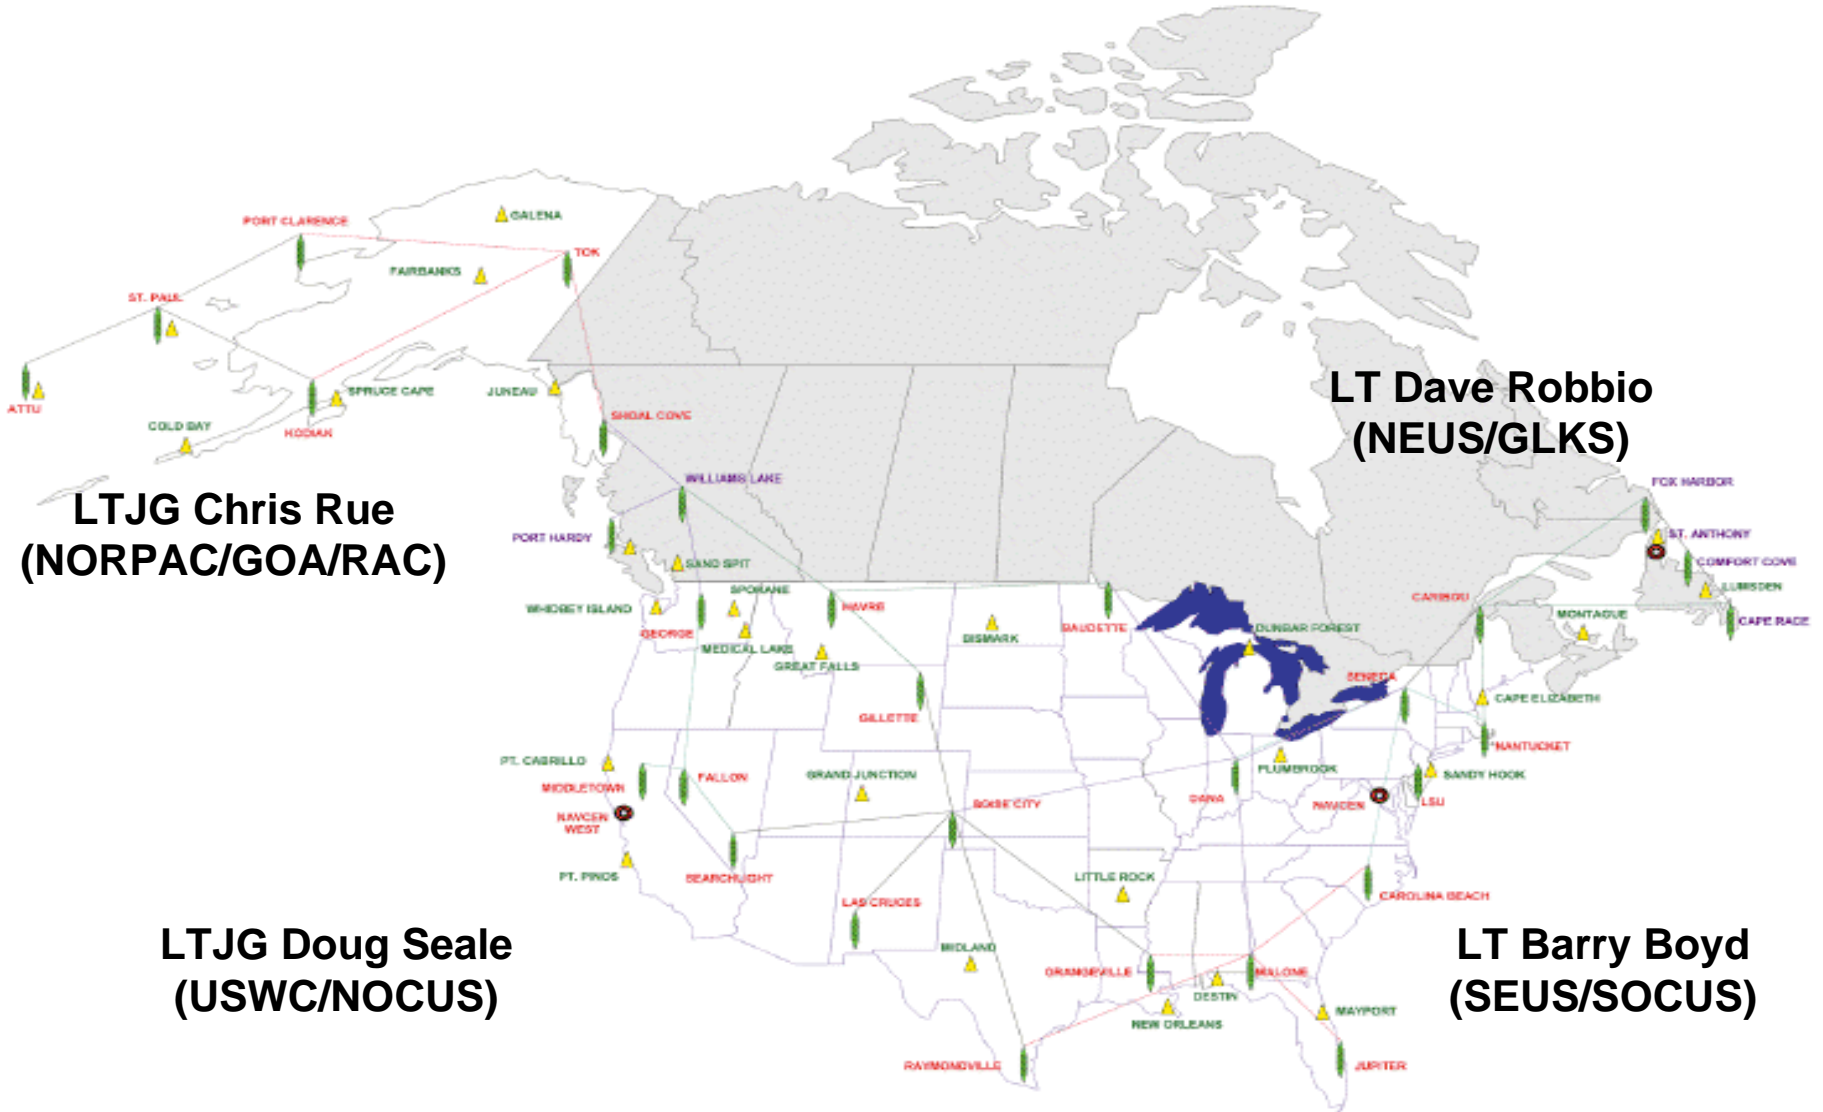 PORT CLARENCE
GALENA
TOK
FAIRBANKS
ST. PAUL
ATTU
SPRUCE CAPE
JUNEAU
COLD BAY
KODIAK
SHOAL COVE
LT Dave Robbio
(NEUS/GLKS)
WILLIAMS LAKE
FOX HARBOR
LTJG Chris Rue
(NORPAC/GOA/RAC)
PORT HARDY
ST. ANTHONY
SAND SPIT
COMFORT COVE
SPOKANE
LUMSDEN
WHIDBEY ISLAND
HAVRE
CARIBOU
MONTAGUE
GEORGE
BAUDETTE
DUNBAR FOREST
CAPE RACE
BISMARK
MEDICAL LAKE
GREAT FALLS
SENECA
CAPE ELIZABETH
GILLETTE
NANTUCKET
PT. CABRILLO
FALLON
GRAND JUNCTION
PLUMBROOK
SANDY HOOK
MIDDLETOWN
BOISE CITY
DANA
NAVCEN
LSU
NAVCEN
WEST
PT. PINOS
SEARCHLIGHT
LITTLE ROCK
CAROLINA BEACH
LAS CRUCES
LTJG Doug Seale
(USWC/NOCUS)
MIDLAND
GRANGEVILLE
MALONE
LT Barry Boyd
(SEUS/SOCUS)
DESTIN
NEW ORLEANS
MAYPORT
RAYMONDVILLE
JUPITER